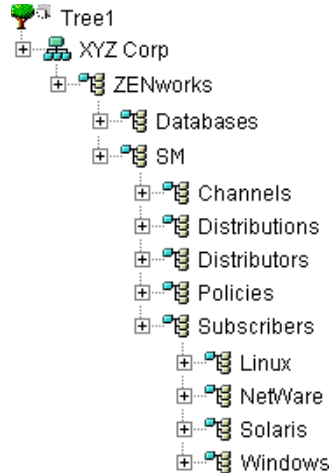 Tree1
XYZ Corp
ZENworks
Databases
SM
Channels
Distributions
Distributors
Policies
Subscribers
Linux
NetWare
Solaris
Windows